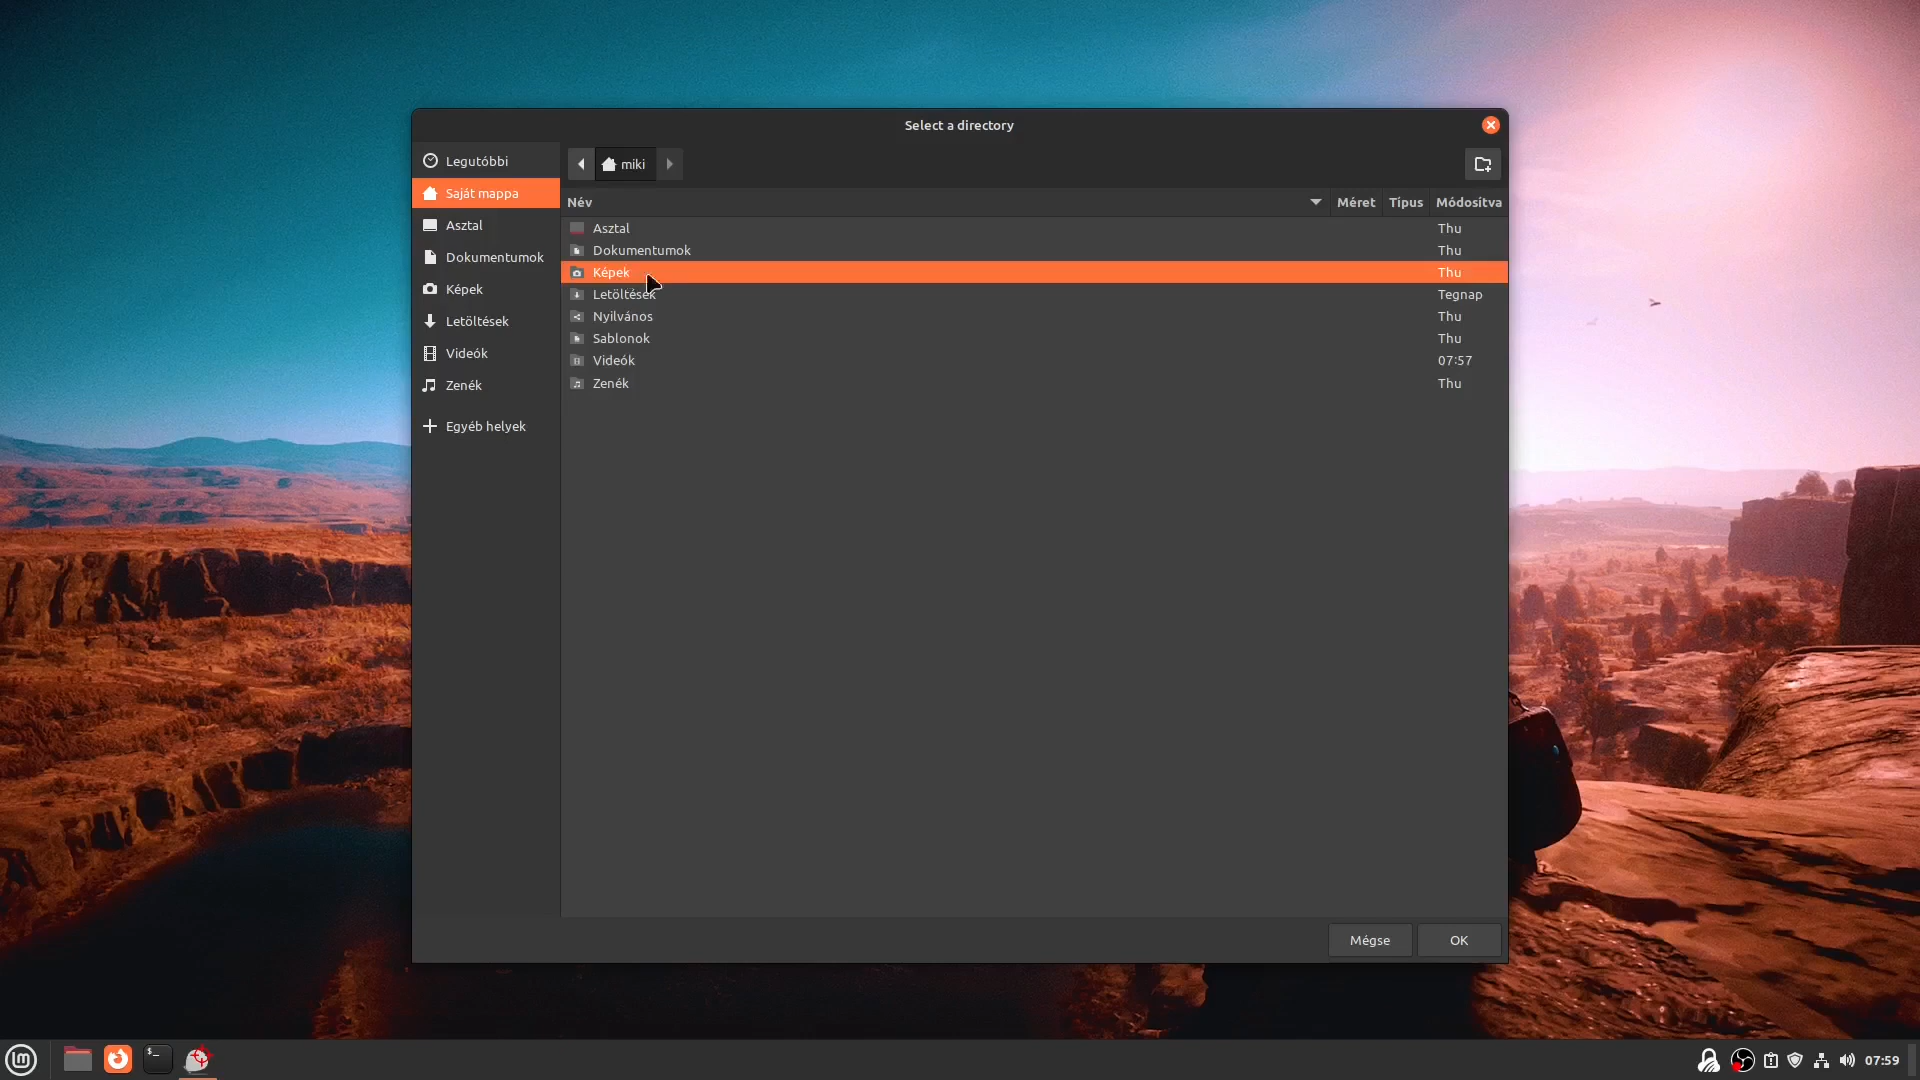 Select a directory
Legutóbbi
Saját mappa
Asztal
Dokumentumok
Képek
Letöltések
Videók
Zenék
Egyéb helyek
miki
Név Méret Típus Módosítva
Asztal Thu
Dokumentumok Thu
Képek Thu
Letöltések Tegnap
Nyilvános Thu
Sablonok Thu
Videók 07:57
Zenék Thu
Mégse OK
07:59